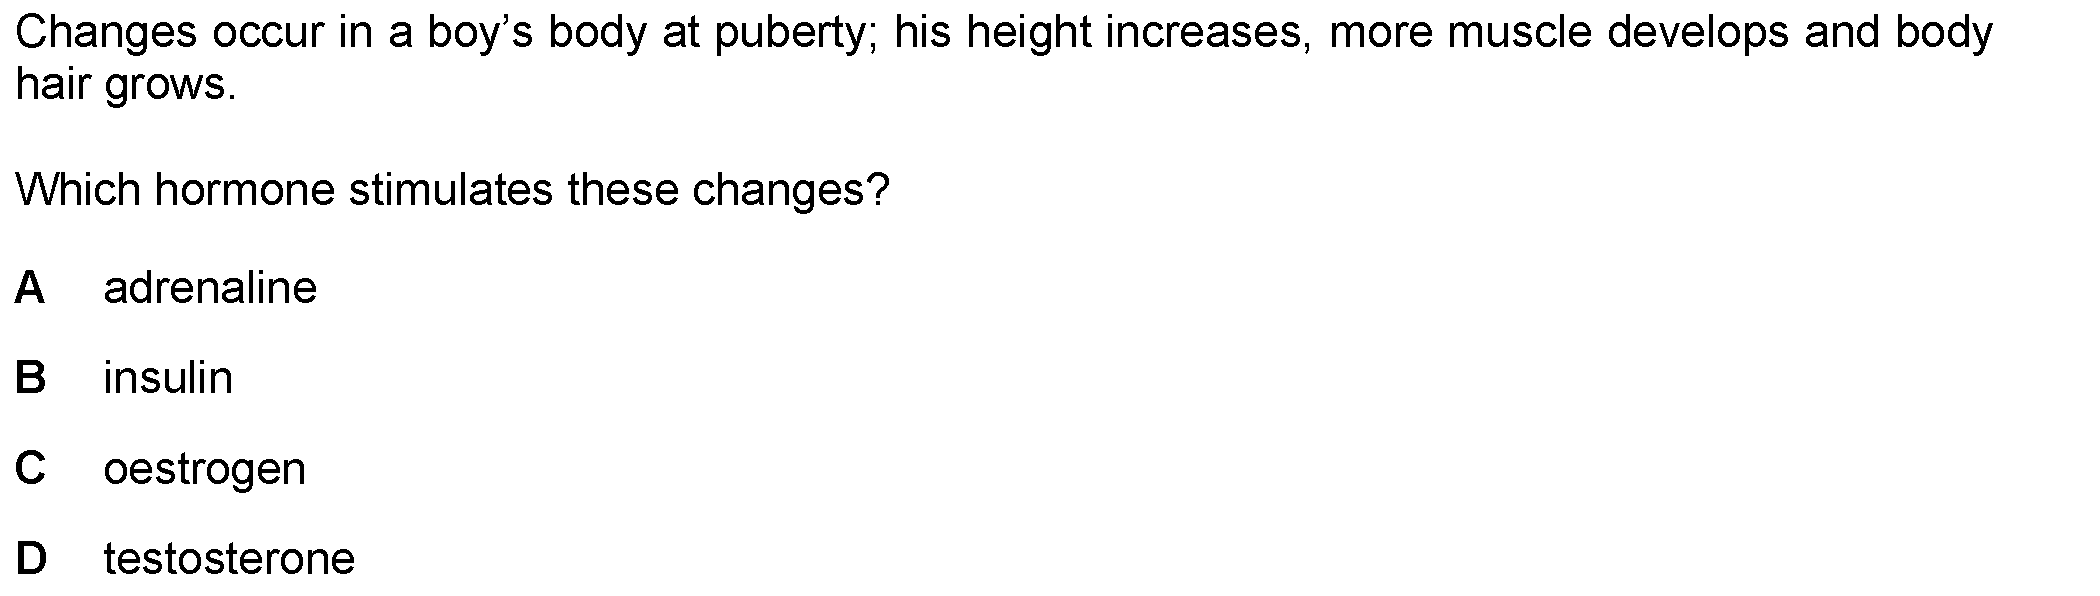 Changes occur in a boy’s body at puberty; his height increases, more muscle develops and body
hair grows.
Which hormone stimulates these changes?
A adrenaline
B insulin
C oestrogen
D testosterone